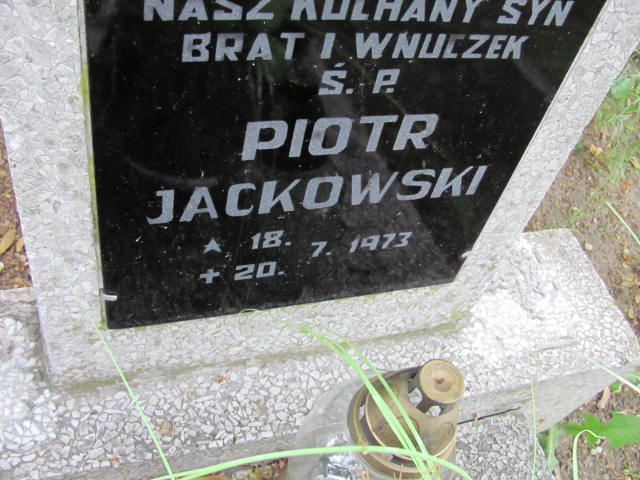 NASZ KOCHANY SYN
BRAT I WNUCZEK
Ś. P.
PIOTR
JACKOWSKI
★ 18. 7. 1973
+ 20.